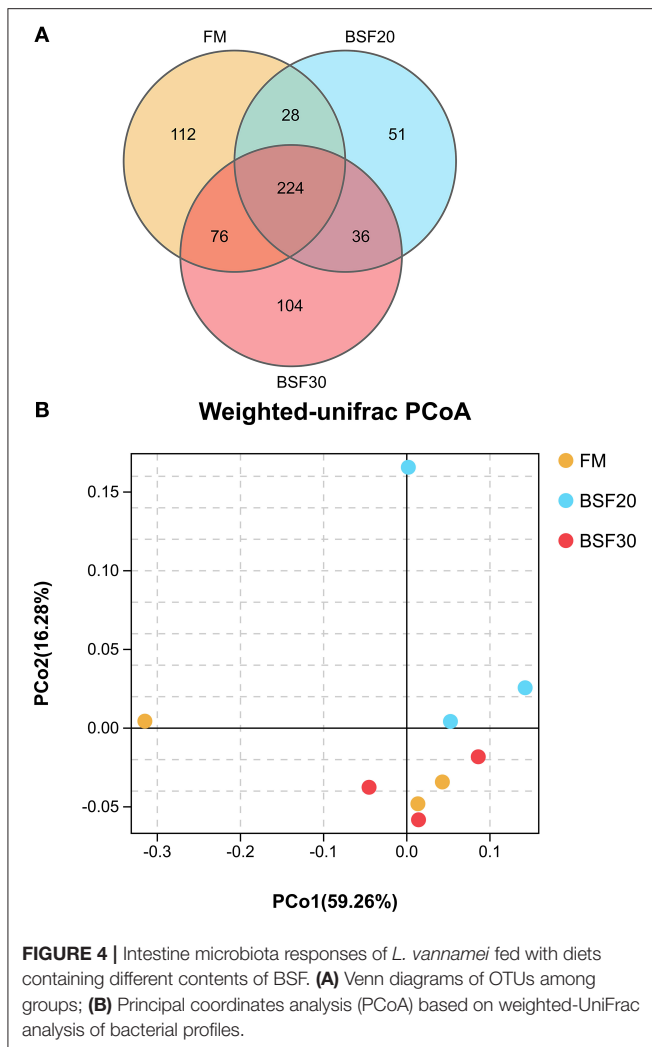 A
FM
BSF20
112
28
51
224
76
36
104
BSF30
B
Weighted-unifrac PCoA
FM
BSF20
BSF30
PCo2(16.28%)
0.15
0.10
0.05
0.00
-0.05
-0.3
-0.2
-0.1
0.0
0.1
PCo1(59.26%)
FIGURE 4 | Intestine microbiota responses of L. vannamei fed with diets
containing different contents of BSF. (A) Venn diagrams of OTUs among
groups; (B) Principal coordinates analysis (PCoA) based on weighted-UniFrac
analysis of bacterial profiles.